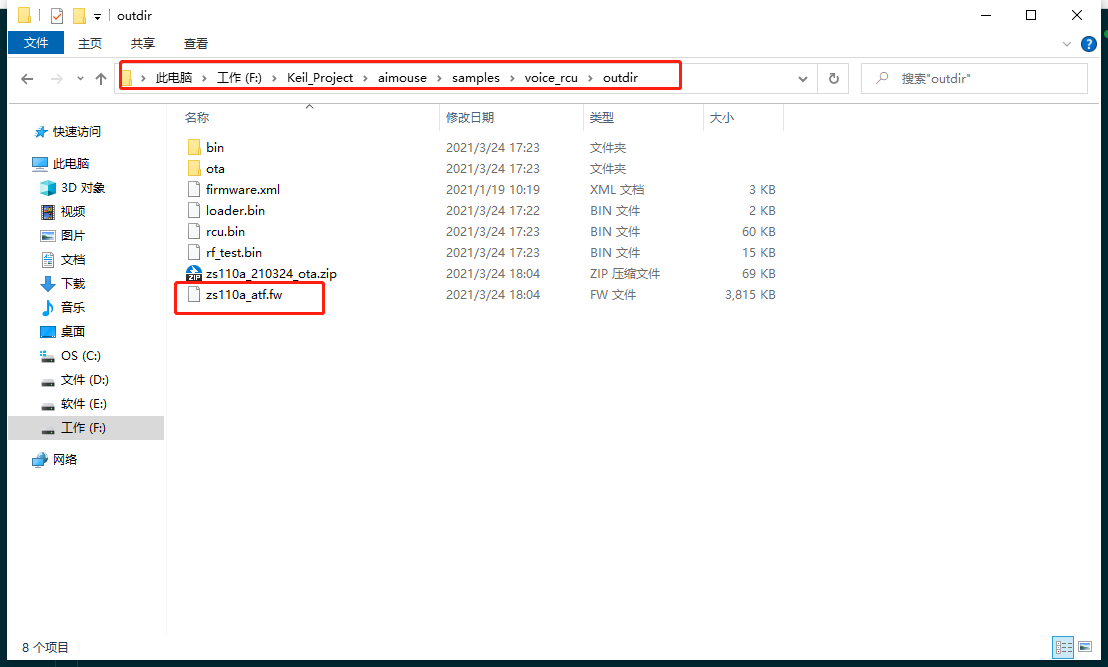 outdir
文件 主页 共享 查看
此电脑 › 工作 (F:) › Keil_Project › aimouse › samples › voice_rcu › outdir
搜索"outdir"
名称 修改日期 类型 大小
快速访问
此电脑
3D 对象
视频
图片
文档
下载
音乐
桌面
OS (C:)
文件 (D:)
软件 (E:)
工作 (F:)
网络
bin 2021/3/24 17:23 文件夹
ota 2021/3/24 17:23 文件夹
firmware.xml 2021/1/19 10:19 XML 文档 3 KB
loader.bin 2021/3/24 17:22 BIN 文件 2 KB
rcu.bin 2021/3/24 17:23 BIN 文件 60 KB
rf_test.bin 2021/3/24 17:23 BIN 文件 15 KB
ZIP zs110a_210324_ota.zip 2021/3/24 18:04 ZIP 压缩文件 69 KB
zs110a_atf.fw 2021/3/24 18:04 FW 文件 3,815 KB
8 个项目